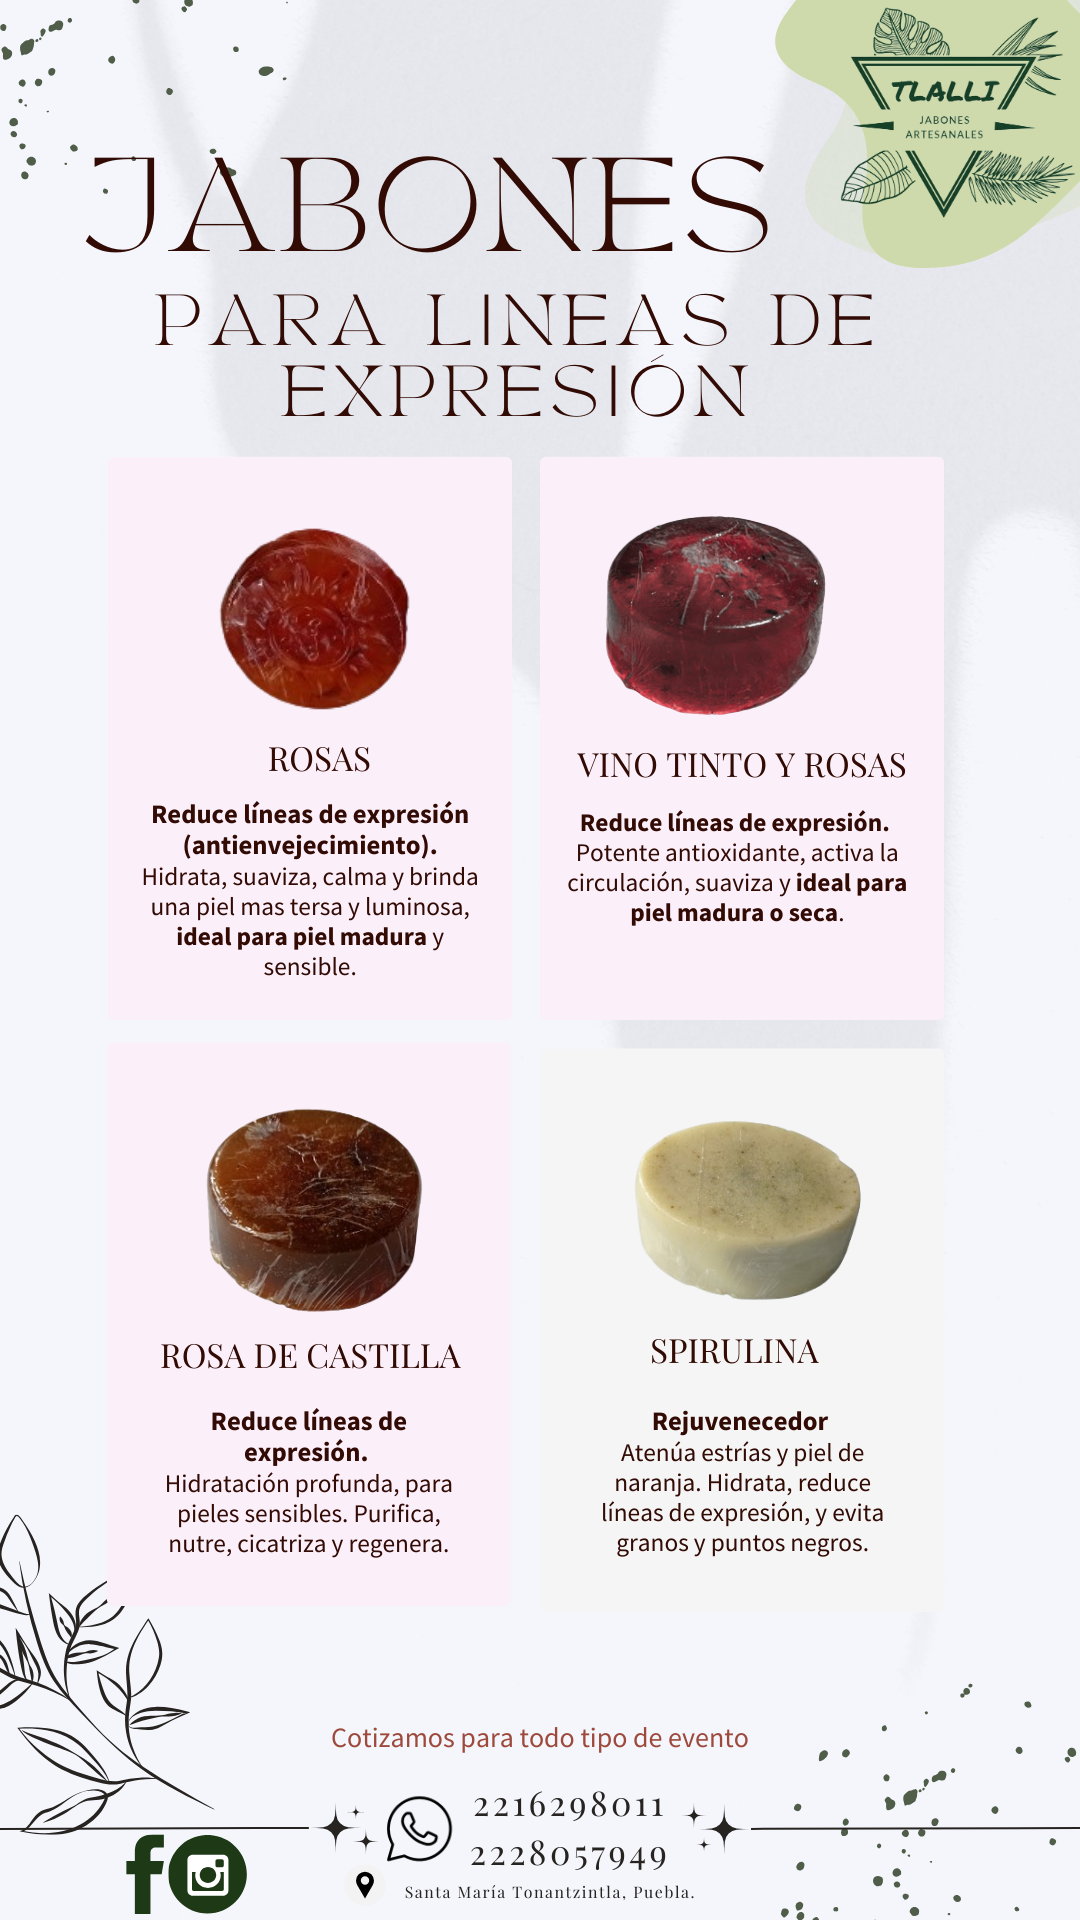 TLALLI
JABONES
ARTESANALES
JABONES
PARA LINEAS DE
EXPRESIÓN
ROSAS
Reduce líneas de expresión
(antienvejecimiento).
Hidrata, suaviza, calma y brinda
una piel mas tersa y luminosa,
ideal para piel madura y
sensible.
VINO TINTO Y ROSAS
Reduce líneas de expresión.
Potente antioxidante, activa la
circulación, suaviza y ideal para
piel madura o seca.
ROSA DE CASTILLA
Reduce líneas de
expresión.
Hidratación profunda, para
pieles sensibles. Purifica,
nutre, cicatriza y regenera.
SPIRULINA
Rejuvenecedor
Atenúa estrías y piel de
naranja. Hidrata, reduce
líneas de expresión, y evita
granos y puntos negros.
Cotizamos para todo tipo de evento
2216298011
2228057949
Santa María Tonantzintla, Puebla.